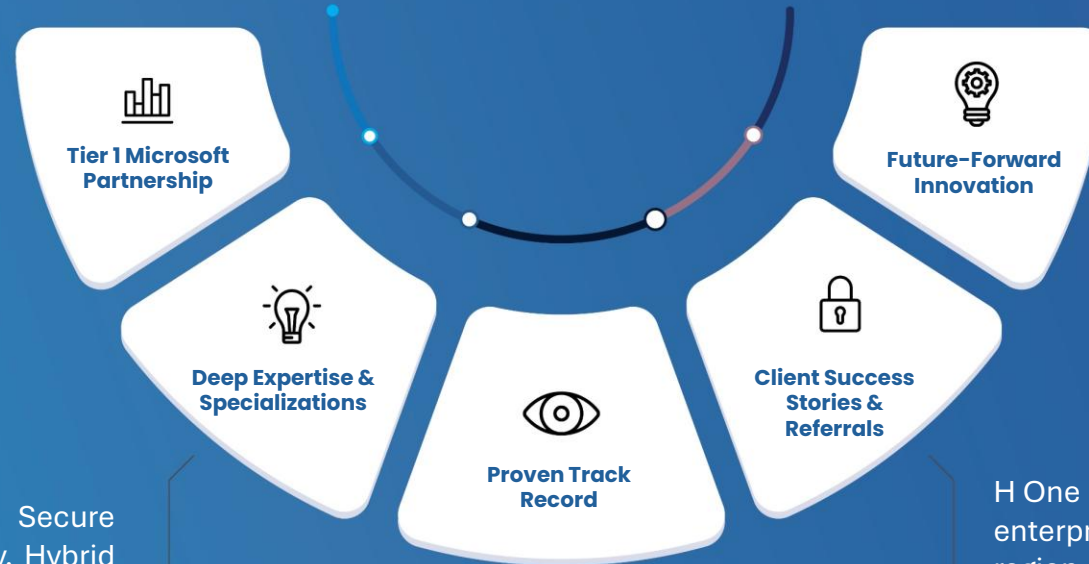 Tier 1 Microsoft
Partnership
Future-Forward
Innovation
Deep Expertise &
Specializations
Client Success
Stories &
Referrals
Proven Track
Record
Secure
Hybrid
H One